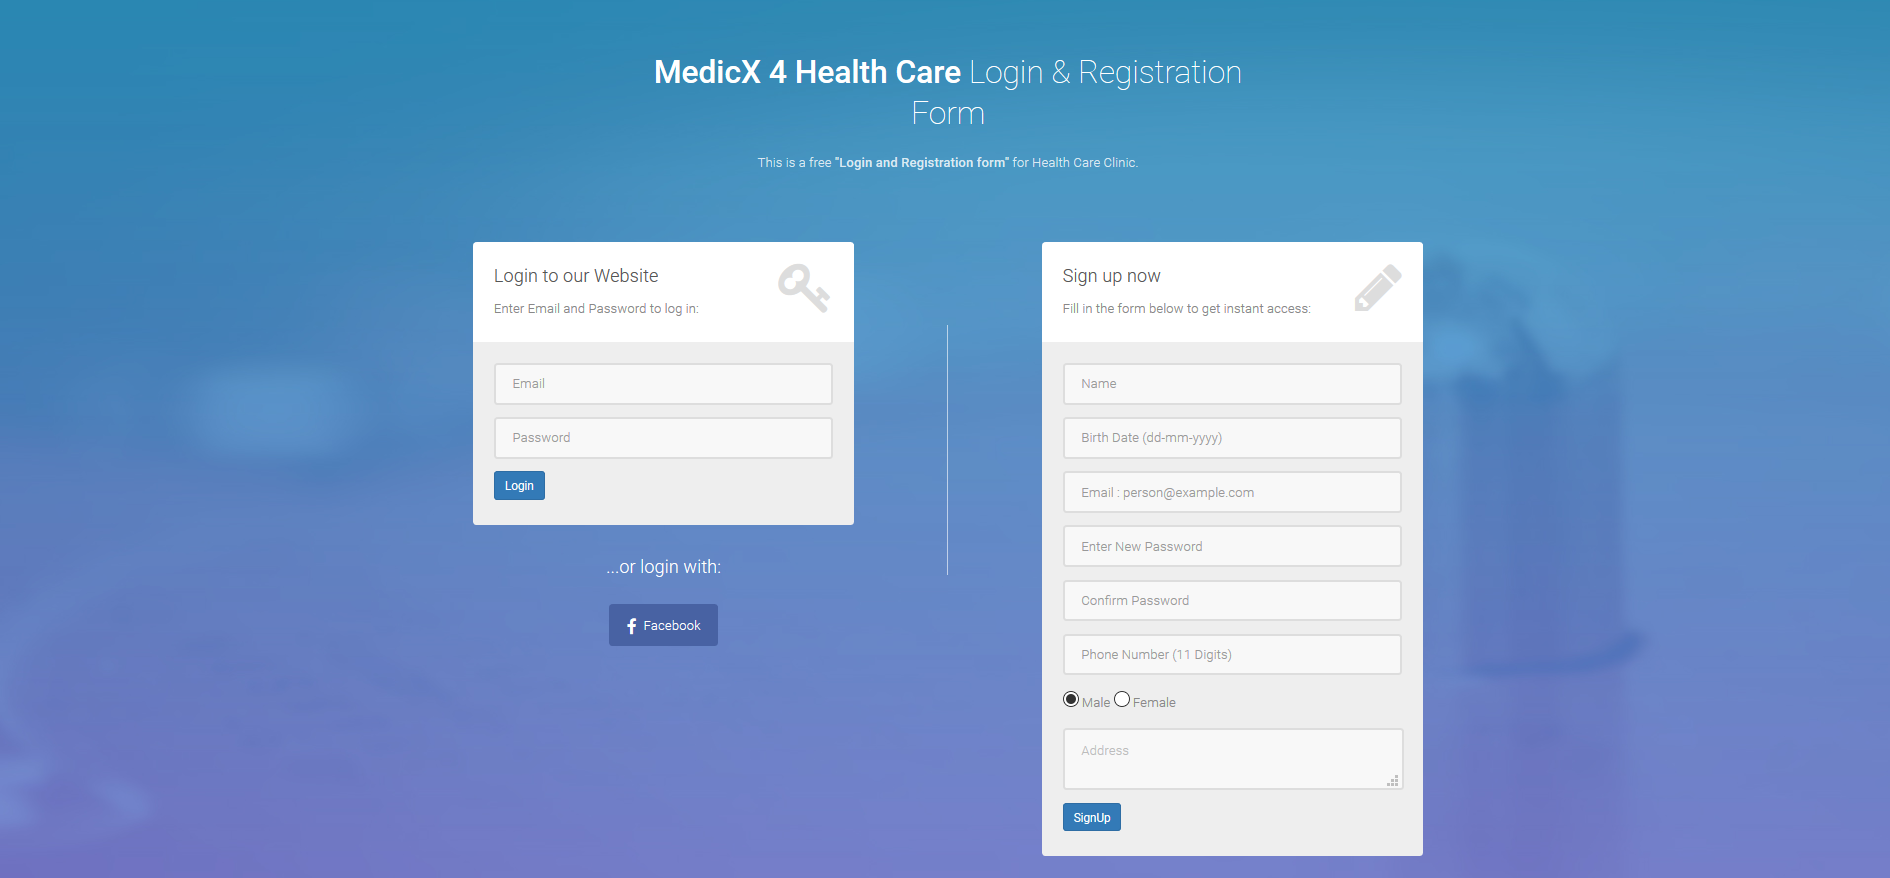 MedicX 4 Health Care Login & Registration
Form
This is a free "Login and Registration form" for Health Care Clinic.
Login to our Website
Enter Email and Password to log in:
Email
Password
Login
...or login with:
Facebook
Sign up now
Fill in the form below to get instant access:
Name
Birth Date (dd-mm-yyyy)
Email : person@example.com
Enter New Password
Confirm Password
Phone Number (11 Digits)
Male Female
Address
SignUp